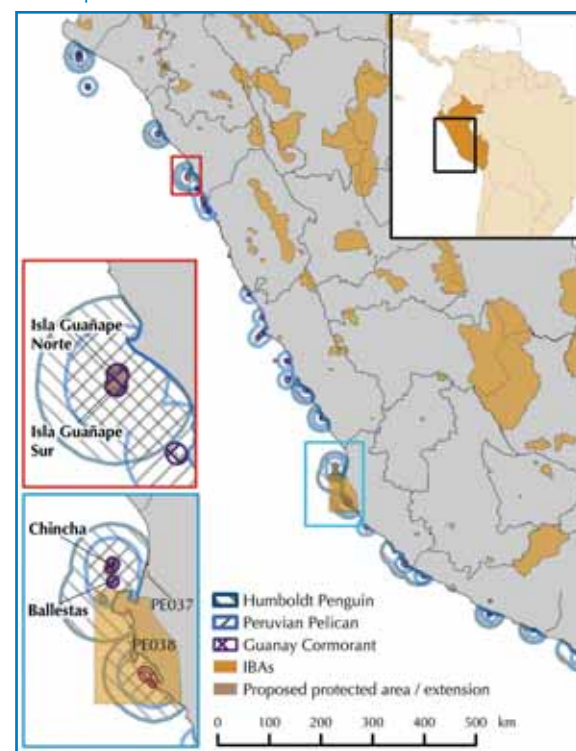 Isla Guañape
Norte
Isla Guañape
Sur
Chincha
Ballestas
PE037
PE038
Humboldt Penguin
Peruvian Pelican
Guanay Cormorant
IBAs
Proposed protected area / extension
0 100 200 300 400 500 km